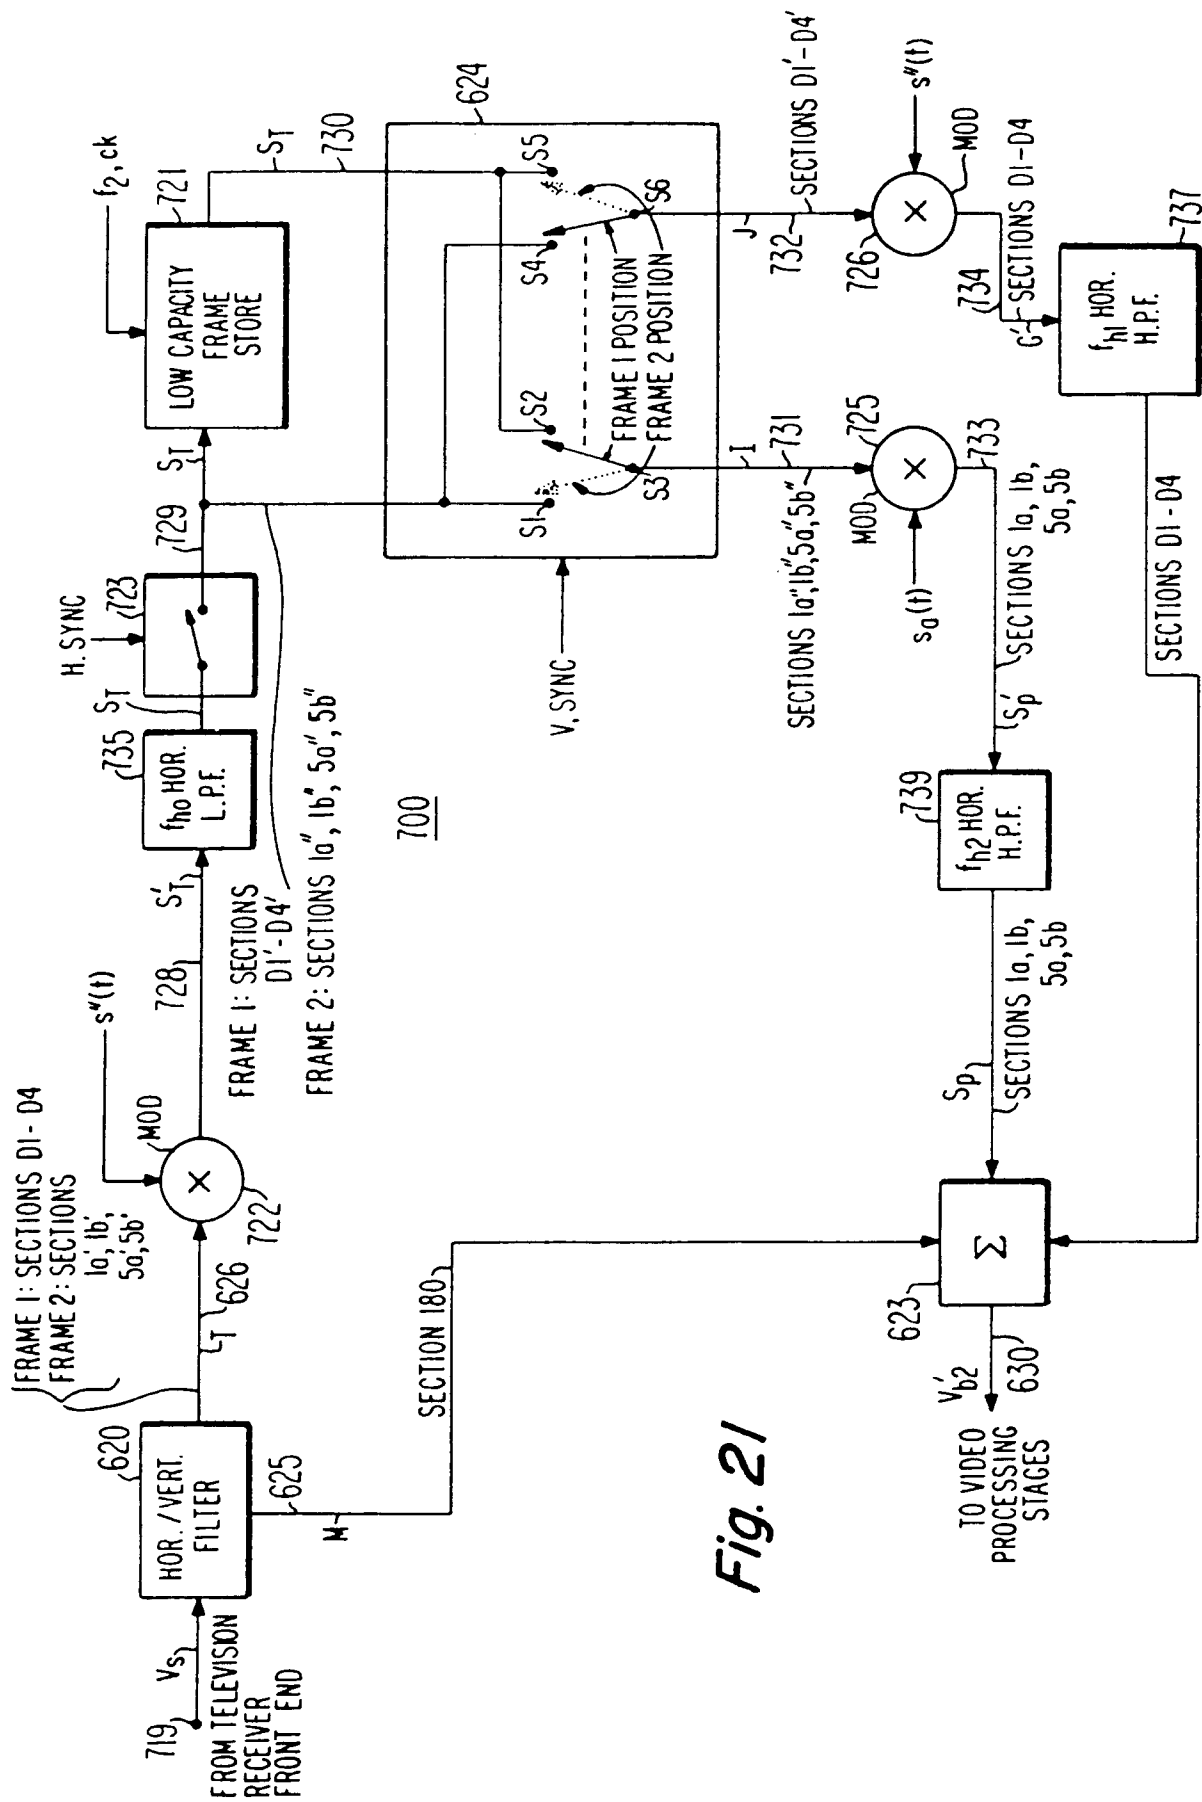 719
Vs
FROM TELEVISION
RECEIVER
FRONT END
620
HOR./VERT.
FILTER
625
M
SECTION 180
FRAME 1: SECTIONS D1-D4
FRAME 2: SECTIONS
1a', 1b',
5a', 5b'
T
626
MOD
722
s"(t)
728
S'T
735
fh0 HOR.
L.P.F.
ST
H. SYNC
723
729
ST
f2, ck
LOW CAPACITY
FRAME
STORE
721
ST
730
FRAME 1: SECTIONS
D1'-D4'
FRAME 2: SECTIONS 1a", 1b", 5a", 5b"
700
V, SYNC
624
S1
S2
S3
S4
S5
S6
FRAME 1 POSITION
FRAME 2 POSITION
I
731
SECTIONS 1a", 1b", 5a", 5b"
J
732
SECTIONS D1'-D4'
MOD
725
sa(t)
733
SECTIONS 1a, 1b,
5a, 5b
S'p
726
MOD
s"(t)
734
G'
SECTIONS D1-D4
737
fh1 HOR.
H.P.F.
SECTIONS D1-D4
739
fh2 HOR.
H.P.F.
Sp
SECTIONS 1a, 1b,
5a, 5b
623
Σ
V'b2
630
TO VIDEO
PROCESSING
STAGES
Fig. 21